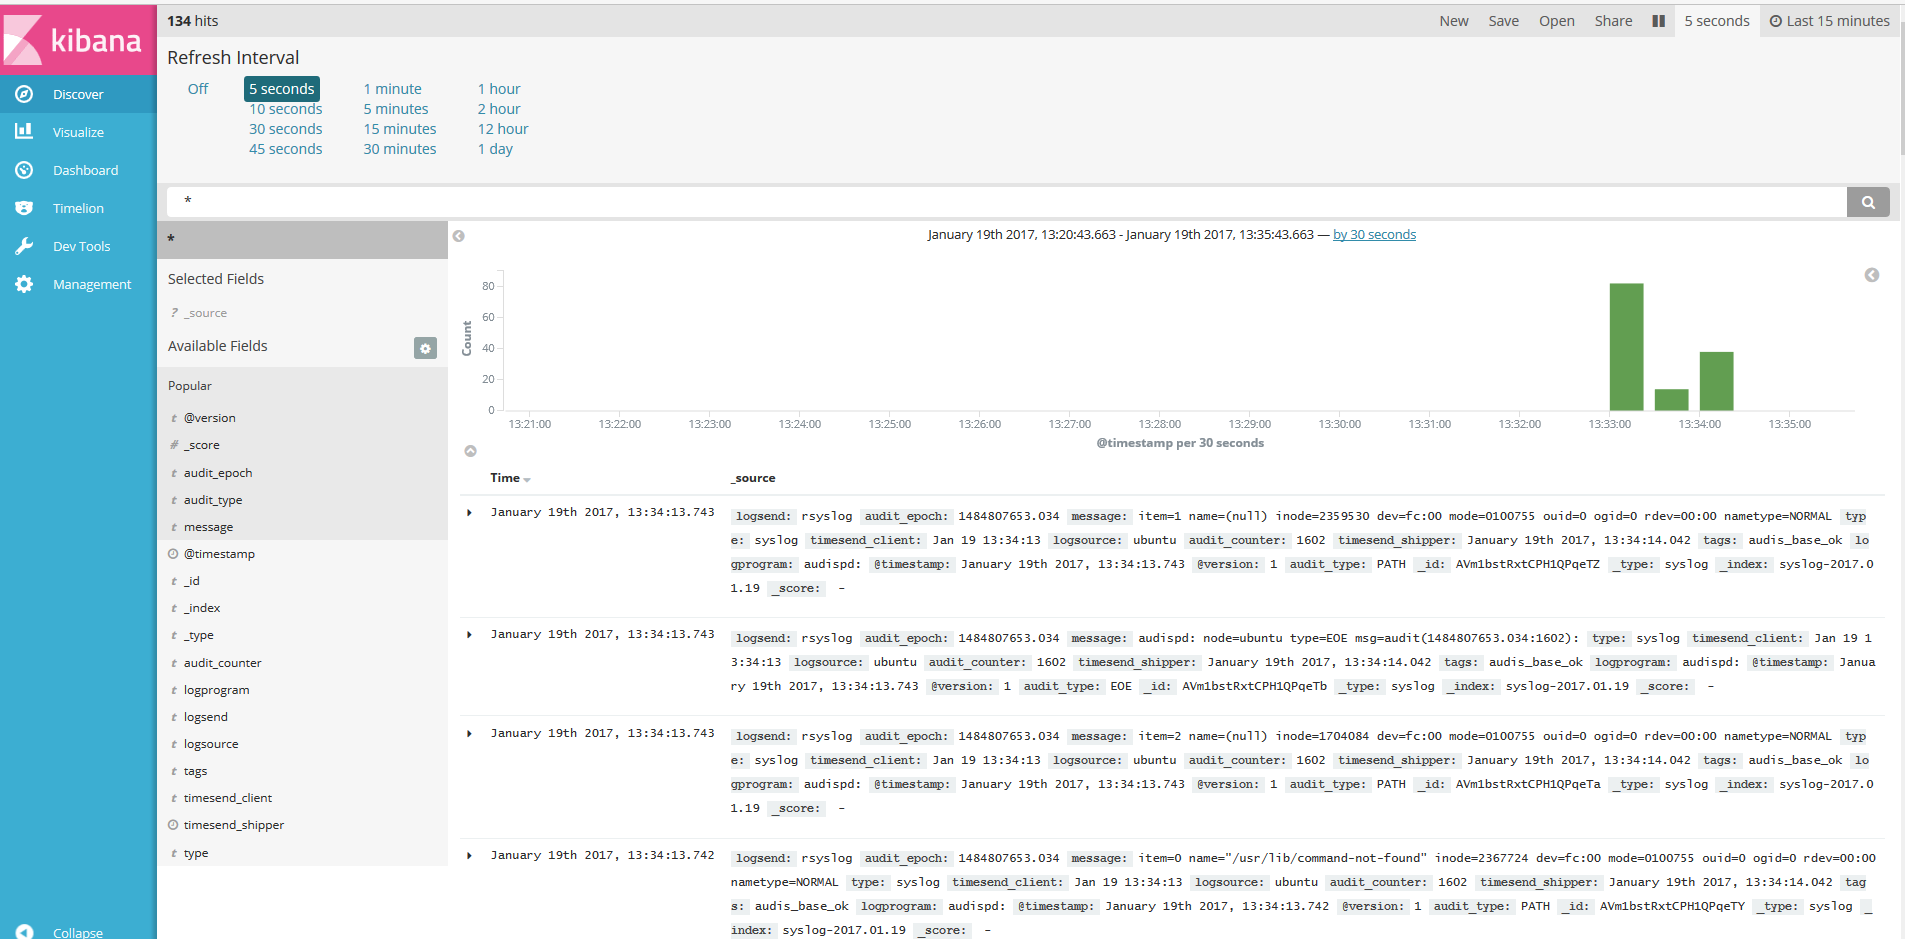 kibana
Discover
Visualize
Dashboard
Timelion
Dev Tools
Management
Collapse
134 hits
New Save Open Share 5 seconds Last 15 minutes
Refresh Interval
Off 5 seconds 1 minute 1 hour
10 seconds 5 minutes 2 hour
30 seconds 15 minutes 12 hour
45 seconds 30 minutes 1 day
*
*
Selected Fields
? _source
Available Fields
Popular
t @version
# _score
t audit_epoch
t audit_type
t message
@timestamp
t _id
t _index
t _type
t audit_counter
t logprogram
t logsend
t logsource
t tags
t timesend_client
timesend_shipper
t type
January 19th 2017, 13:20:43.663 - January 19th 2017, 13:35:43.663 — by 30 seconds
Count
80
60
40
20
0
13:21:00 13:22:00 13:23:00 13:24:00 13:25:00 13:26:00 13:27:00 13:28:00 13:29:00 13:30:00 13:31:00 13:32:00 13:33:00 13:34:00 13:35:00
@timestamp per 30 seconds
Time _source
January 19th 2017, 13:34:13.743 logsend: rsyslog audit_epoch: 1484807653.034 message: item=1 name=(null) inode=2359530 dev=fc:00 mode=0100755 ouid=0 ogid=0 rdev=00:00 nametype=NORMAL typ
e: syslog timesend_client: Jan 19 13:34:13 logsource: ubuntu audit_counter: 1602 timesend_shipper: January 19th 2017, 13:34:14.042 tags: audis_base_ok lo
gprogram: audispd: @timestamp: January 19th 2017, 13:34:13.743 @version: 1 audit_type: PATH _id: AVm1bstRxtCPH1QPqeTZ _type: syslog _index: syslog-2017.0
1.19 _score: -
January 19th 2017, 13:34:13.743 logsend: rsyslog audit_epoch: 1484807653.034 message: audispd: node=ubuntu type=EOE msg=audit(1484807653.034:1602): type: syslog timesend_client: Jan 19 1
3:34:13 logsource: ubuntu audit_counter: 1602 timesend_shipper: January 19th 2017, 13:34:14.042 tags: audis_base_ok logprogram: audispd: @timestamp: Janua
ry 19th 2017, 13:34:13.743 @version: 1 audit_type: EOE _id: AVm1bstRxtCPH1QPqeTb _type: syslog _index: syslog-2017.01.19 _score: -
January 19th 2017, 13:34:13.743 logsend: rsyslog audit_epoch: 1484807653.034 message: item=2 name=(null) inode=1704084 dev=fc:00 mode=0100755 ouid=0 ogid=0 rdev=00:00 nametype=NORMAL typ
e: syslog timesend_client: Jan 19 13:34:13 logsource: ubuntu audit_counter: 1602 timesend_shipper: January 19th 2017, 13:34:14.042 tags: audis_base_ok lo
gprogram: audispd: @timestamp: January 19th 2017, 13:34:13.743 @version: 1 audit_type: PATH _id: AVm1bstRxtCPH1QPqeTa _type: syslog _index: syslog-2017.0
1.19 _score: -
January 19th 2017, 13:34:13.742 logsend: rsyslog audit_epoch: 1484807653.034 message: item=0 name="/usr/lib/command-not-found" inode=2367724 dev=fc:00 mode=0100755 ouid=0 ogid=0 rdev=00:00
nametype=NORMAL type: syslog timesend_client: Jan 19 13:34:13 logsource: ubuntu audit_counter: 1602 timesend_shipper: January 19th 2017, 13:34:14.042 tag
s: audis_base_ok logprogram: audispd: @timestamp: January 19th 2017, 13:34:13.742 @version: 1 audit_type: PATH _id: AVm1bstRxtCPH1QPqeTY _type: syslog _
index: syslog-2017.01.19 _score: -